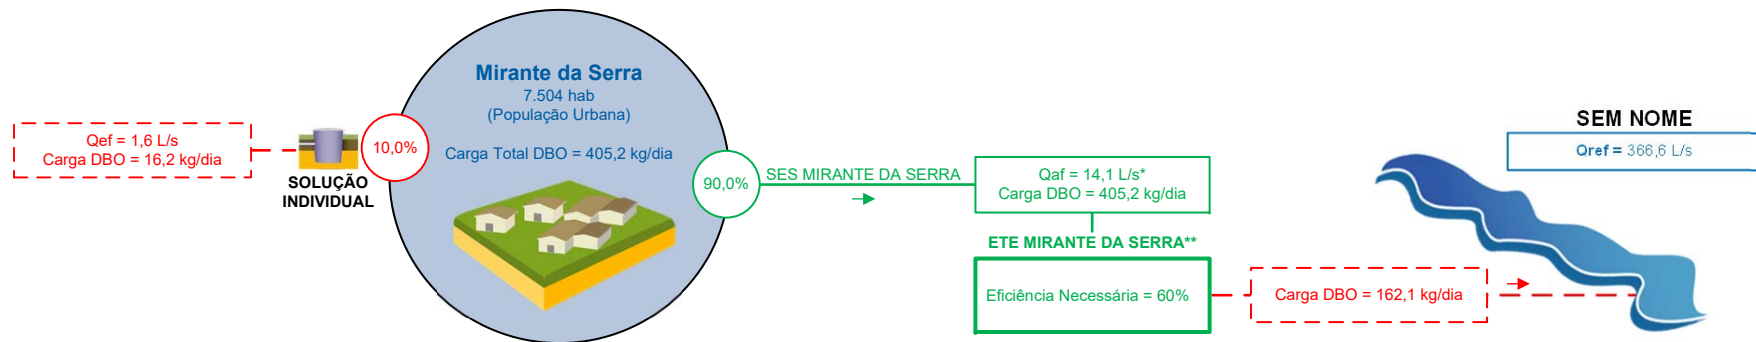 Mirante da Serra
7.504 hab
(População Urbana)
Carga Total DBO = 405,2 kg/dia
Qef = 1,6 L/s
Carga DBO = 16,2 kg/dia
SOLUÇÃO
INDIVIDUAL
10,0%
90,0%
SES MIRANTE DA SERRA
Qaf = 14,1 L/s*
Carga DBO = 405,2 kg/dia
ETE MIRANTE DA SERRA**
Eficiência Necessária = 60%
Carga DBO = 162,1 kg/dia
SEM NOME
Qref = 366,6 L/s